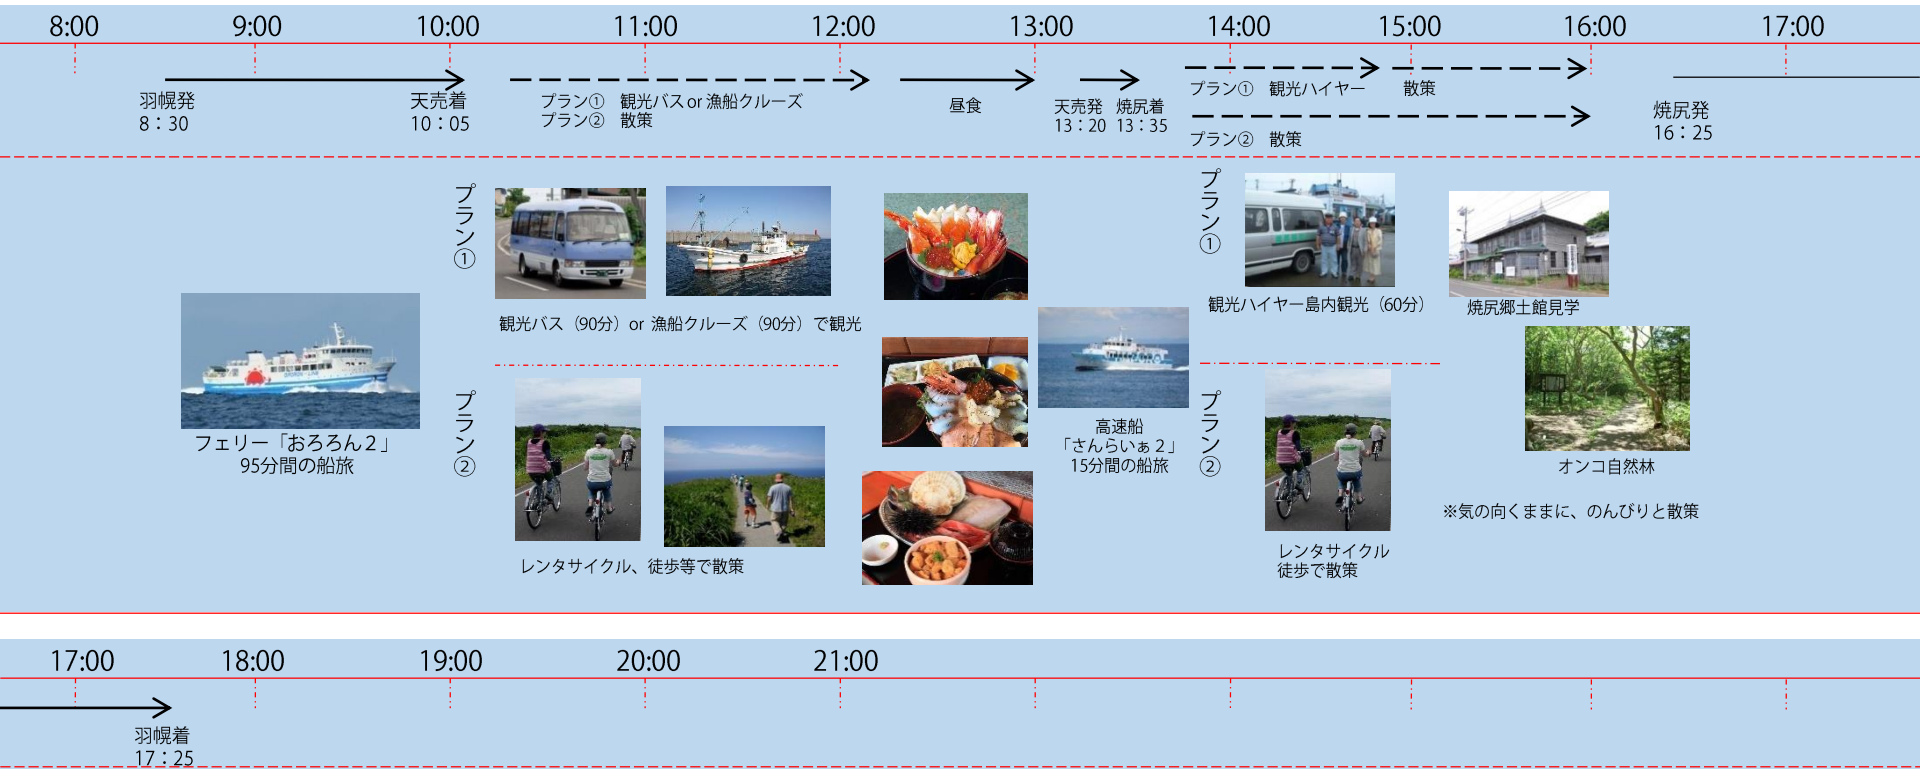 8:00 9:00 10:00 11:00 12:00 13:00 14:00 15:00 16:00 17:00
羽幌発
8：30
天売着
10：05
プラン① 観光バスor 漁船クルーズ
プラン② 散策
昼食
天売発 焼尻着
13：20 13：35
プラン① 観光ハイヤー 散策
プラン② 散策
焼尻発
16：25
フェリー「おろろん２」
95分間の船旅
プラン①
観光バス（90分）or 漁船クルーズ（90分）で観光
プラン②
レンタサイクル、徒歩等で散策
高速船
「さんらいぁ２」
15分間の船旅
プラン①
観光ハイヤー島内観光（60分）
焼尻郷土館見学
プラン②
レンタサイクル
徒歩で散策
オンコ自然林
※気の向くままに、のんびりと散策
17:00 18:00 19:00 20:00 21:00
羽幌着
17：25